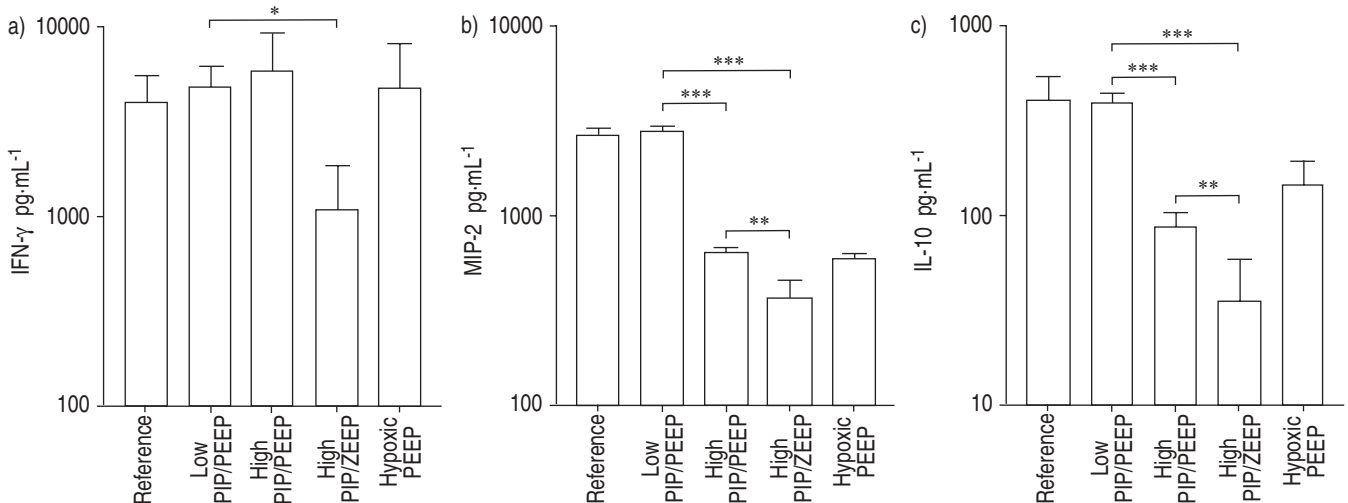 a)
IFN-γ pg·mL-1
10000
1000
100
*
Reference
Low
PIP/PEEP
High
PIP/PEEP
High
PIP/ZEEP
Hypoxic
PEEP
b)
MIP-2 pg·mL-1
10000
1000
100
***
***
**
Reference
Low
PIP/PEEP
High
PIP/PEEP
High
PIP/ZEEP
Hypoxic
PEEP
c)
IL-10 pg·mL-1
1000
100
10
***
***
**
Reference
Low
PIP/PEEP
High
PIP/PEEP
High
PIP/ZEEP
Hypoxic
PEEP